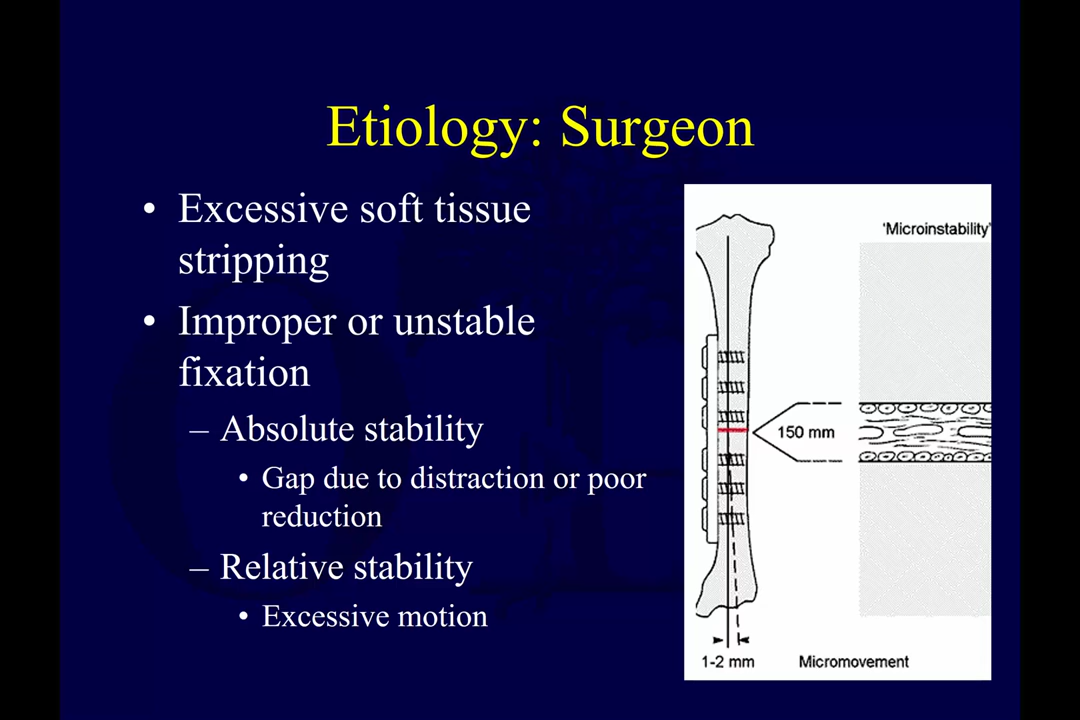 Etiology: Surgeon
• Excessive soft tissue
stripping
• Improper or unstable
fixation
– Absolute stability
• Gap due to distraction or poor
reduction
– Relative stability
• Excessive motion
'Microinstability'
150 mm
1-2 mm
Micromovement